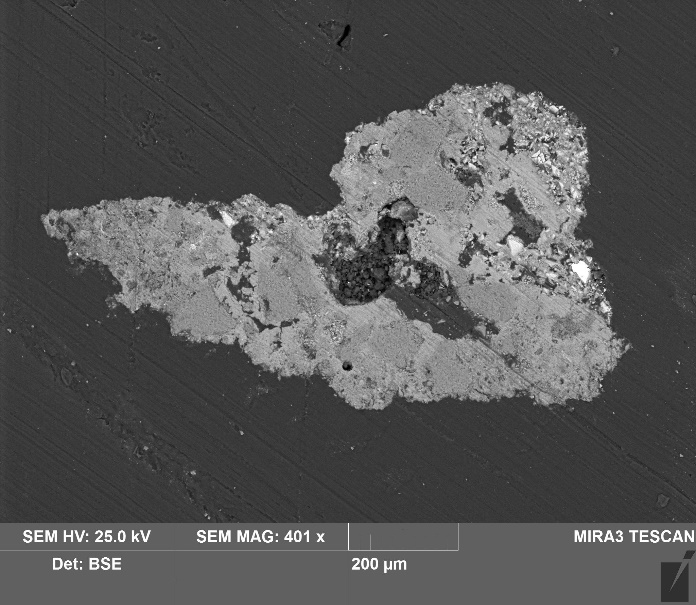 SEM HV: 25.0 kV SEM MAG: 401 x MIRA3 TESCAN
Det: BSE 200 µm